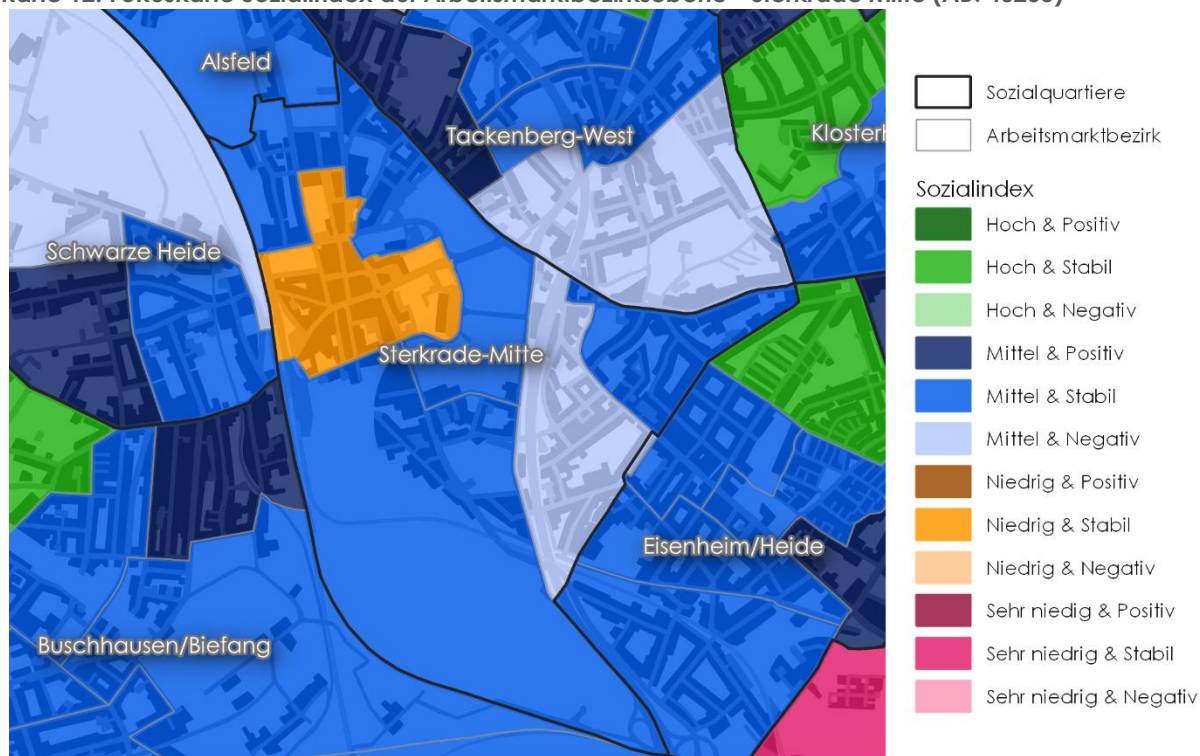 Alsfeld
Tackenberg-West
Schwarze Heide
Sterkrade-Mitte
Eisenheim/Heide
Buschhausen/Biefang
Sozialquartiere
Arbeitsmarktbezirk
Sozialindex
Hoch & Positiv
Hoch & Stabil
Hoch & Negativ
Mittel & Positiv
Mittel & Stabil
Mittel & Negativ
Niedrig & Positiv
Niedrig & Stabil
Niedrig & Negativ
Sehr niedig & Positiv
Sehr niedrig & Stabil
Sehr niedrig & Negativ